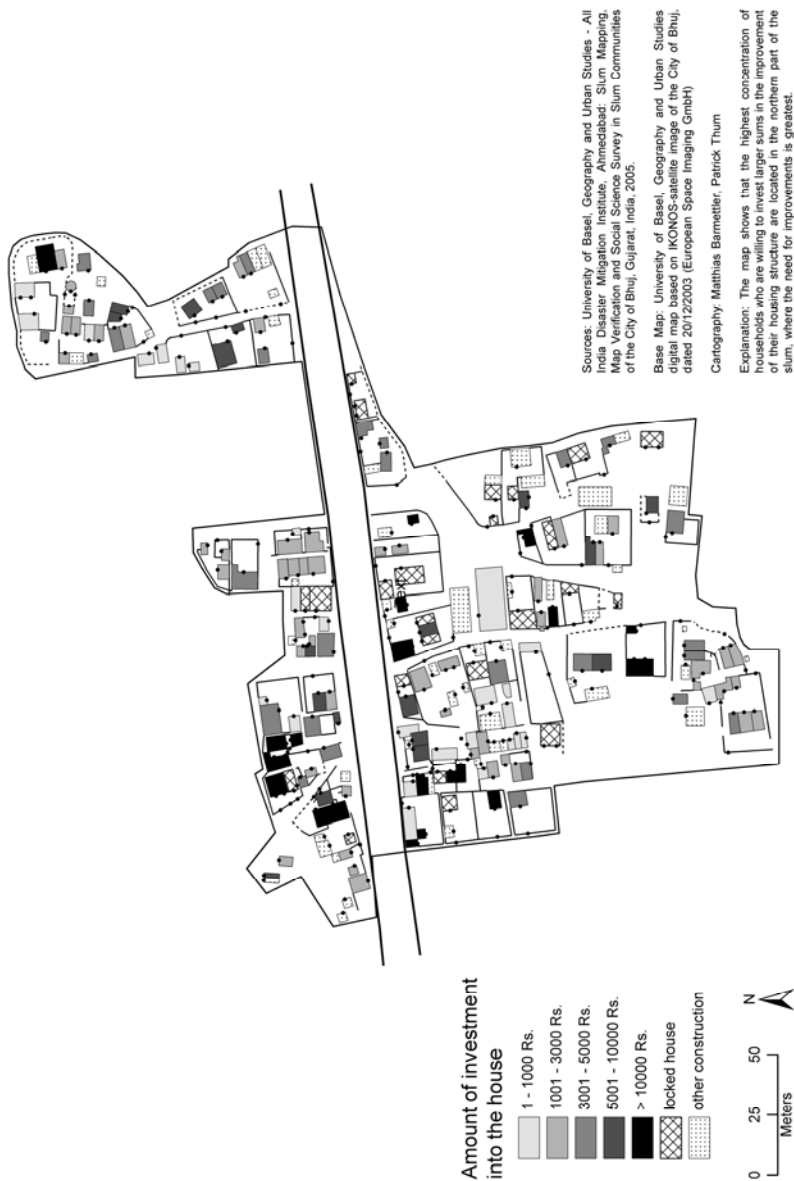 Amount of investment
into the house
1 - 1000 Rs.
1001 - 3000 Rs.
3001 - 5000 Rs.
5001 - 10000 Rs.
> 10000 Rs.
locked house
other construction
0 25 50
Meters
N
Sources: University of Basel, Geography and Urban Studies - All
India Disaster Mitigation Institute, Ahmedabad: Slum Mapping,
Map Verification and Social Science Survey in Slum Communities
of the City of Bhuj, Gujarat, India, 2005.
Base Map: University of Basel, Geography and Urban Studies
digital map based on IKONOS-satellite image of the City of Bhuj,
dated 20/12/2003 (European Space Imaging GmbH)
Cartography: Matthias Barmettler, Patrick Thum
Explanation: The map shows that the highest concentration of
households who are willing to invest larger sums in the improvement
of their housing structure are located in the northern part of the
slum, where the need for improvements is greatest.